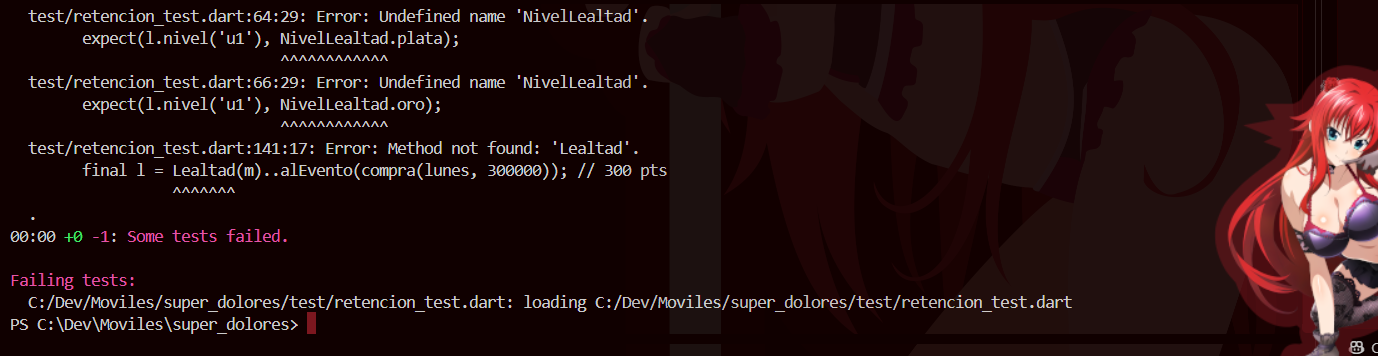 test/retencion_test.dart:64:29: Error: Undefined name 'NivelLealtad'.
expect(l.nivel('u1'), NivelLealtad.plata);
^^^^^^^^^^^^
test/retencion_test.dart:66:29: Error: Undefined name 'NivelLealtad'.
expect(l.nivel('u1'), NivelLealtad.oro);
^^^^^^^^^^^^
test/retencion_test.dart:141:17: Error: Method not found: 'Lealtad'.
final l = Lealtad(m)..alEvento(compra(lunes, 300000)); // 300 pts
^^^^^^^
.
00:00 +0 -1: Some tests failed.
Failing tests:
C:/Dev/Moviles/super_dolores/test/retencion_test.dart: loading C:/Dev/Moviles/super_dolores/test/retencion_test.dart
PS C:\Dev\Moviles\super_dolores>